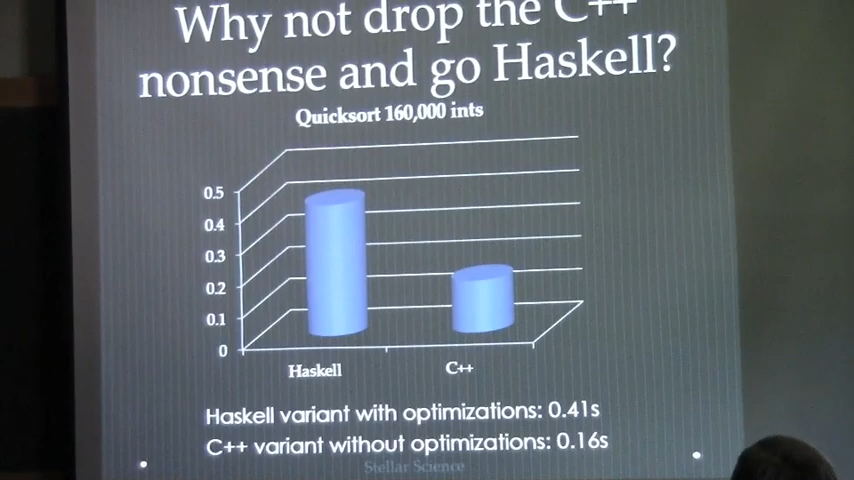 Why not drop the C++
nonsense and go Haskell?
Quicksort 160,000 ints
0.5
0.4
0.3
0.2
0.1
0
Haskell
C++
Haskell variant with optimizations: 0.41s
C++ variant without optimizations: 0.16s
Stellar Science